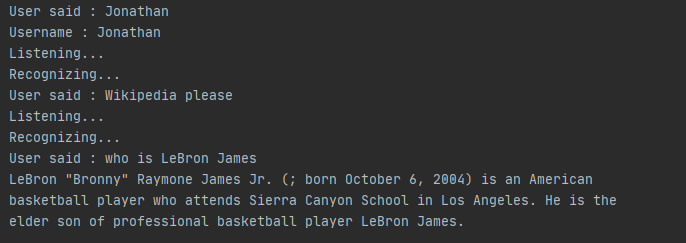 User said : Jonathan
Username : Jonathan
Listening...
Recognizing...
User said : Wikipedia please
Listening...
Recognizing...
User said : who is LeBron James
LeBron "Bronny" Raymone James Jr. (; born October 6, 2004) is an American
basketball player who attends Sierra Canyon School in Los Angeles. He is the
elder son of professional basketball player LeBron James.